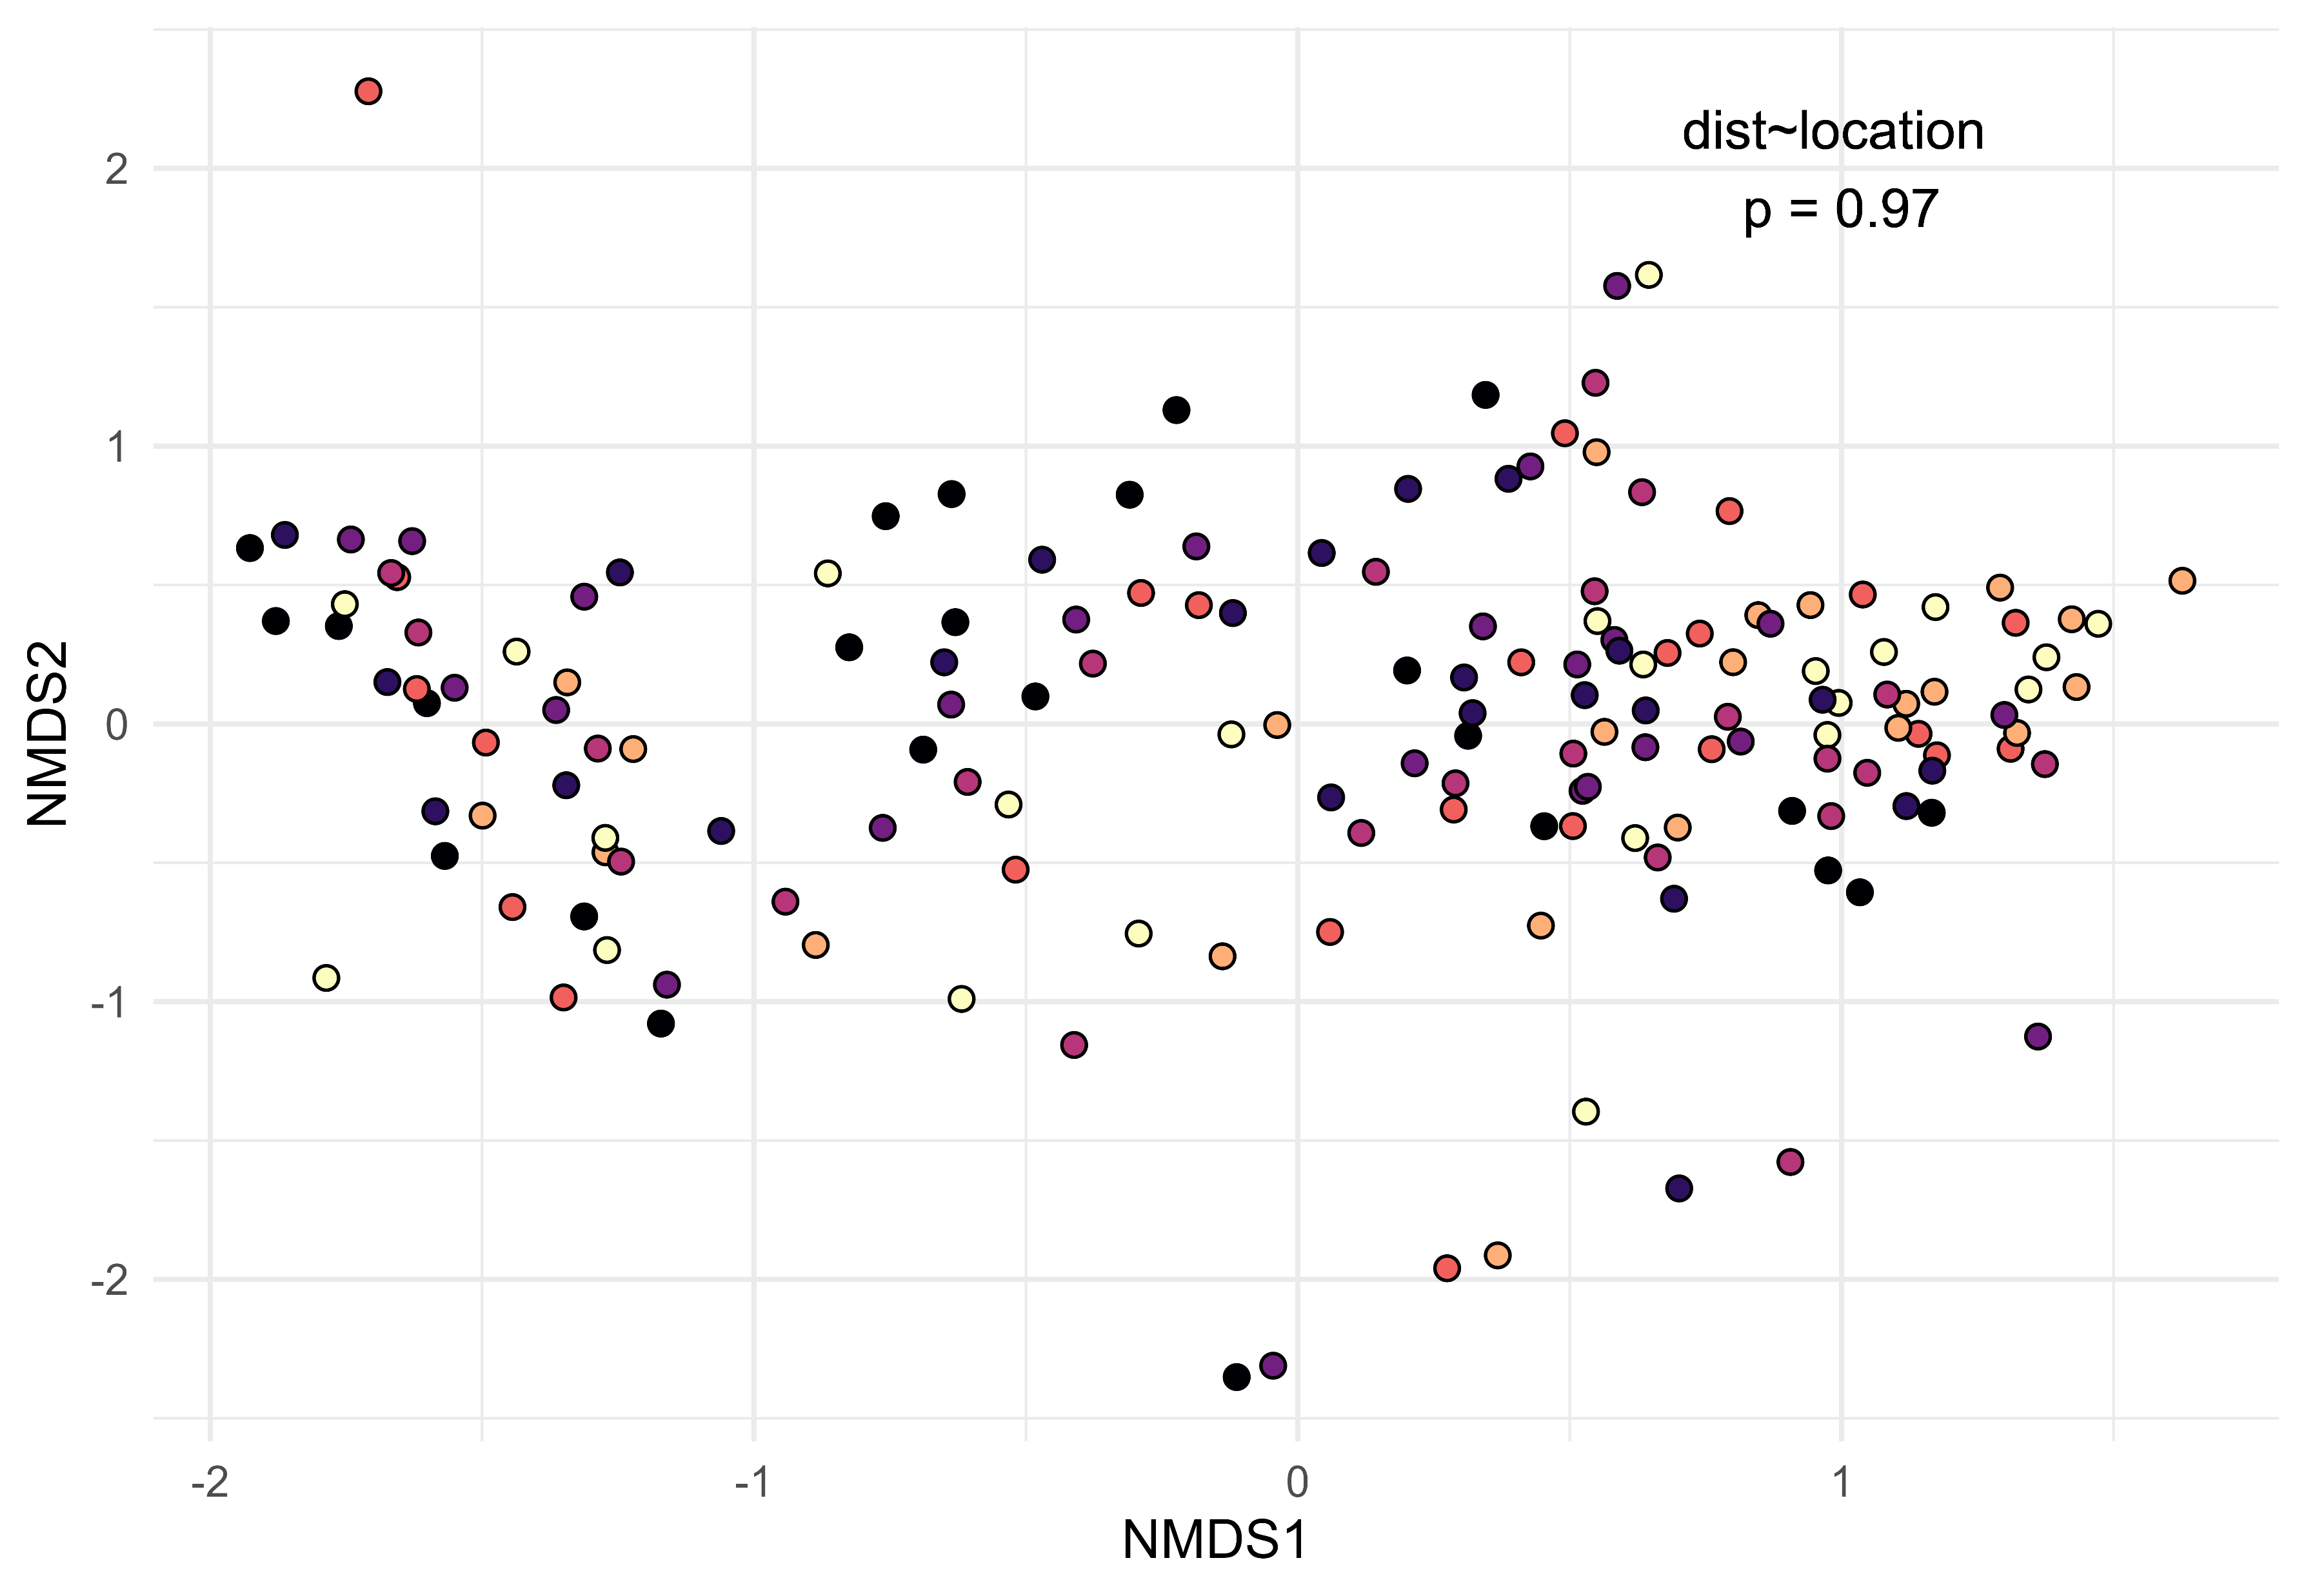 dist~location
p = 0.97
2
1
0
-1
-2
NMDS2
-2
-1
0
1
NMDS1